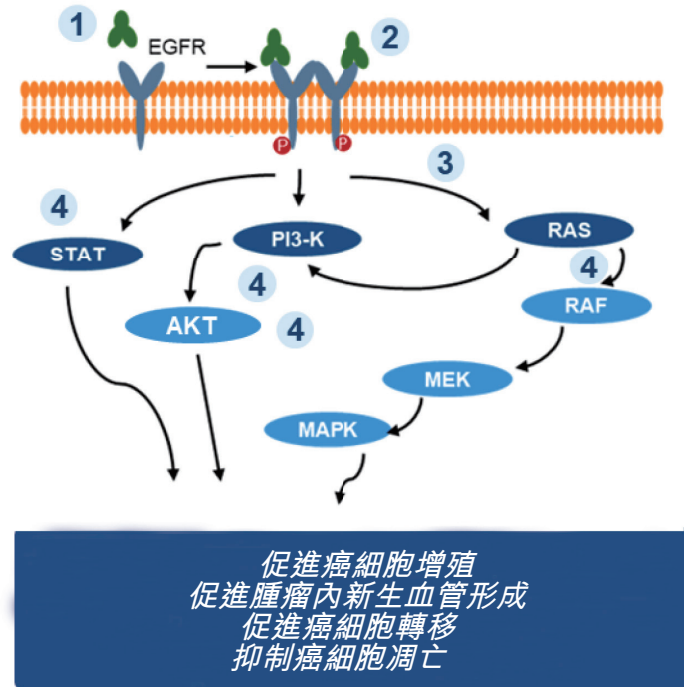 1
EGFR
2
P
P
3
4
STAT
PI3-K
RAS
4
4
RAF
AKT
4
MEK
MAPK
促進癌細胞增殖
促進腫瘤內新生血管形成
促進癌細胞轉移
抑制癌細胞凋亡